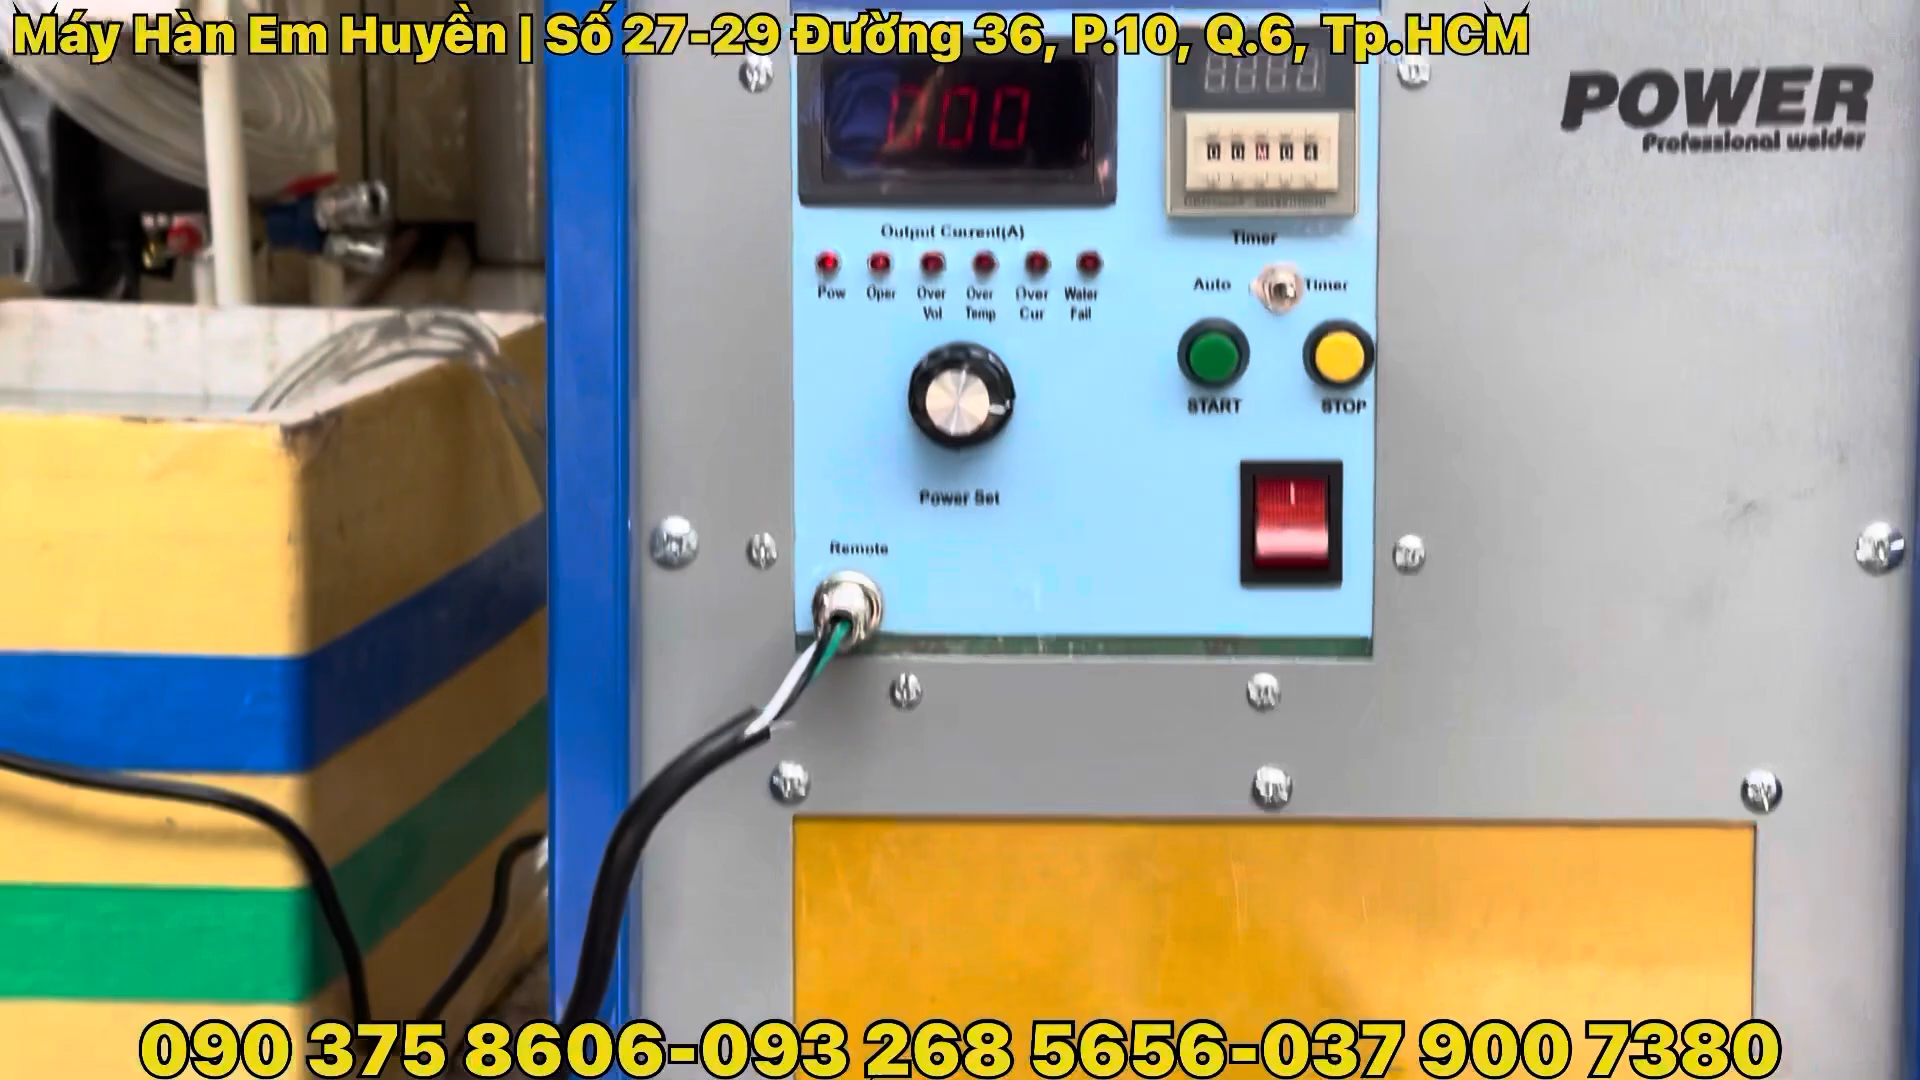 Máy Hàn Em Huyền | Số 27-29 Đường 36, P.10, Q.6, Tp.HCM
POWER
Professional welder
000
Output Current(A)
Timer
Pow Oper Over Vol Over Temp Over Cur Water Fail
Auto Timer
START STOP
Power Set
Remote
090 375 8606-093 268 5656-037 900 7380